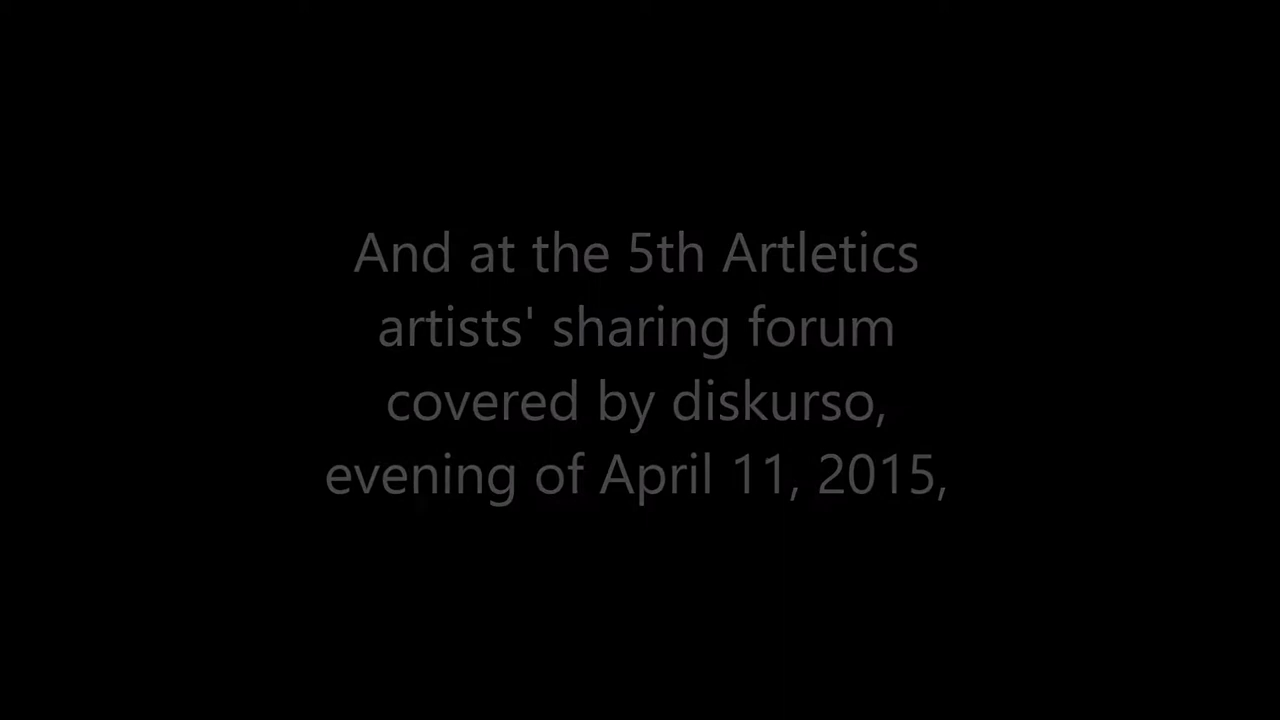 And at the 5th Artletics
artists' sharing forum
covered by diskurso,
evening of April 11, 2015,